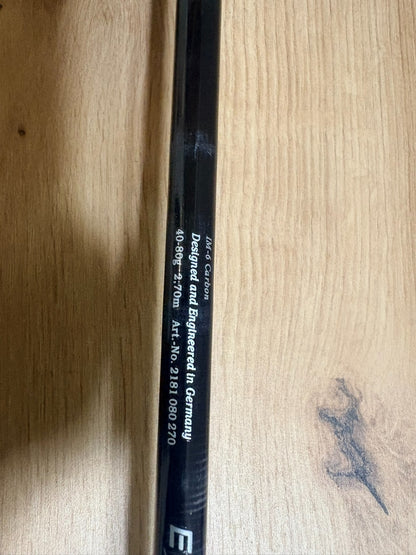 IM-6 Carbon
Designed and Engineered in Germany
40-80g 2.70m Art.-No. 2181 080 270